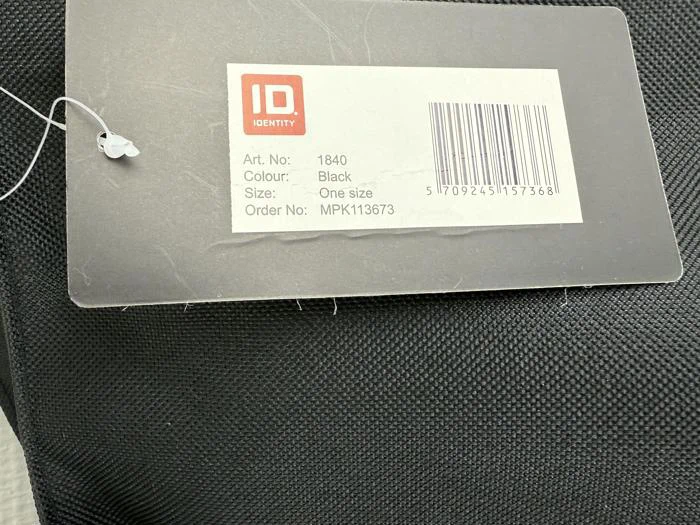 ID.
IDENTITY
Art. No: 1840
Colour: Black
Size: One size
Order No: MPK113673
5 709245 157368